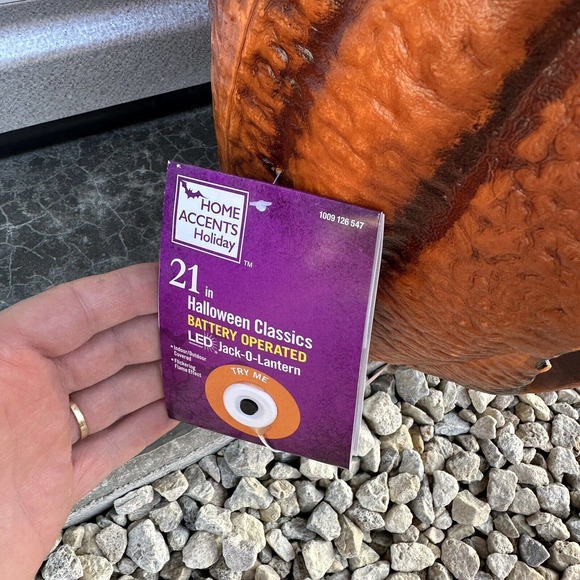 HOME
ACCENTS
Holiday
TM
1009 126 547
21 in
Halloween Classics
BATTERY OPERATED
LED Jack-O-Lantern
• Indoor/Outdoor
Covered
• Flickering
Flame Effect
TRY ME